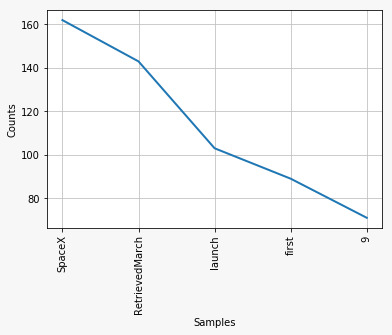 160
140
120
100
80
Counts
SpaceX
RetrievedMarch
launch
first
9
Samples